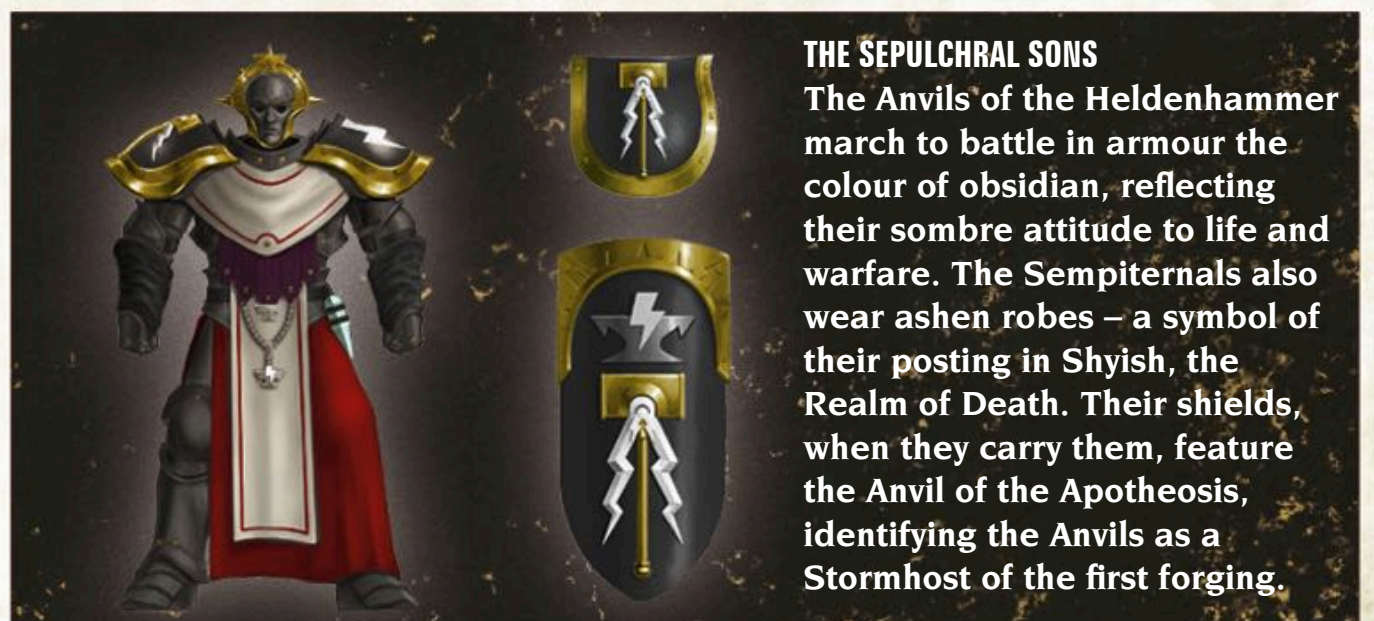 THE SEPULCHRAL SONS
The Anvils of the Heldenhammer
march to battle in armour the
colour of obsidian, reflecting
their sombre attitude to life and
warfare. The Sempiternals also
wear ashen robes – a symbol of
their posting in Shyish, the
Realm of Death. Their shields,
when they carry them, feature
the Anvil of the Apotheosis,
identifying the Anvils as a
Stormhost of the first forging.